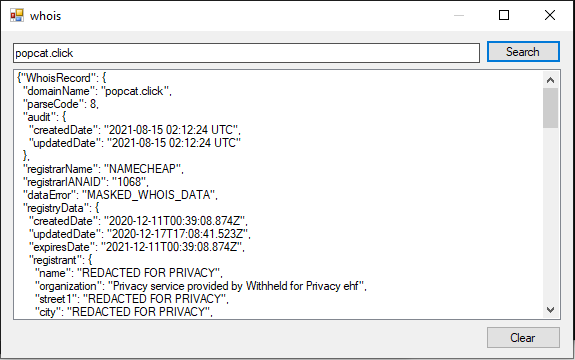 whois
popcat.click
Search
{"WhoisRecord": {
"domainName": "popcat.click",
"parseCode": 8,
"audit": {
"createdDate": "2021-08-15 02:12:24 UTC",
"updatedDate": "2021-08-15 02:12:24 UTC"
},
"registrarName": "NAMECHEAP",
"registrarIANAID": "1068",
"dataError": "MASKED_WHOIS_DATA",
"registryData": {
"createdDate": "2020-12-11T00:39:08.874Z",
"updatedDate": "2020-12-17T17:08:41.523Z",
"expiresDate": "2021-12-11T00:39:08.874Z",
"registrant": {
"name": "REDACTED FOR PRIVACY",
"organization": "Privacy service provided by Withheld for Privacy ehf",
"street1": "REDACTED FOR PRIVACY",
"city": "REDACTED FOR PRIVACY",
Clear